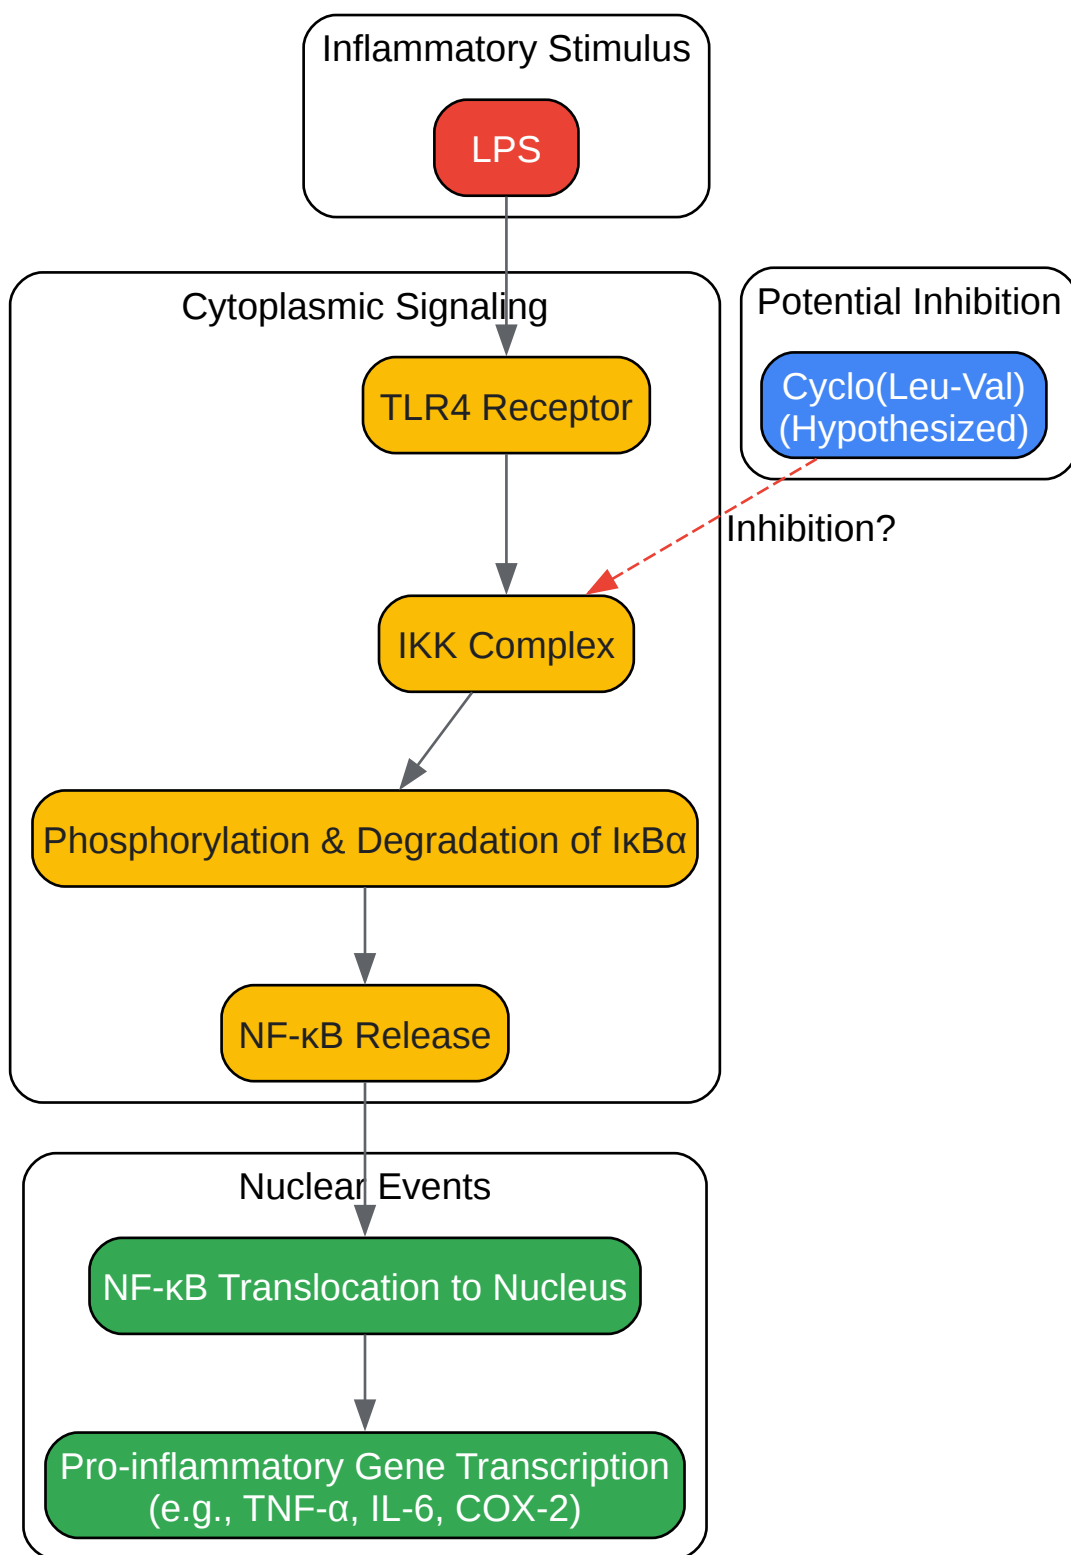 Inflammatory Stimulus
LPS
Cytoplasmic Signaling
Potential Inhibition
TLR4 Receptor
Cyclo(Leu-Val)
(Hypothesized)
Inhibition?
IKK Complex
Phosphorylation & Degradation of IκBα
NF-κB Release
Nuclear Events
NF-κB Translocation to Nucleus
Pro-inflammatory Gene Transcription
(e.g., TNF-α, IL-6, COX-2)